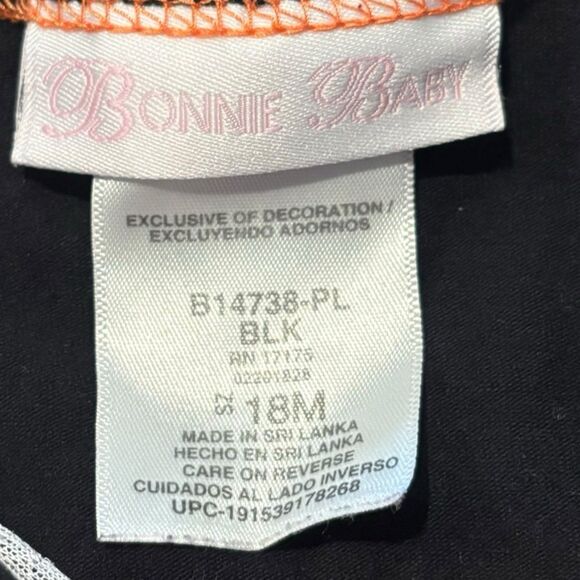 BONNIE BABY
EXCLUSIVE OF DECORATION/
EXCLUYENDO ADORNOS
B14738-PL
BLK
RN 17175
02201828
SZ 18M
MADE IN SRI LANKA
HECHO EN SRI LANKA
CARE ON REVERSE
CUIDADOS AL LADO INVERSO
UPC-191539178268